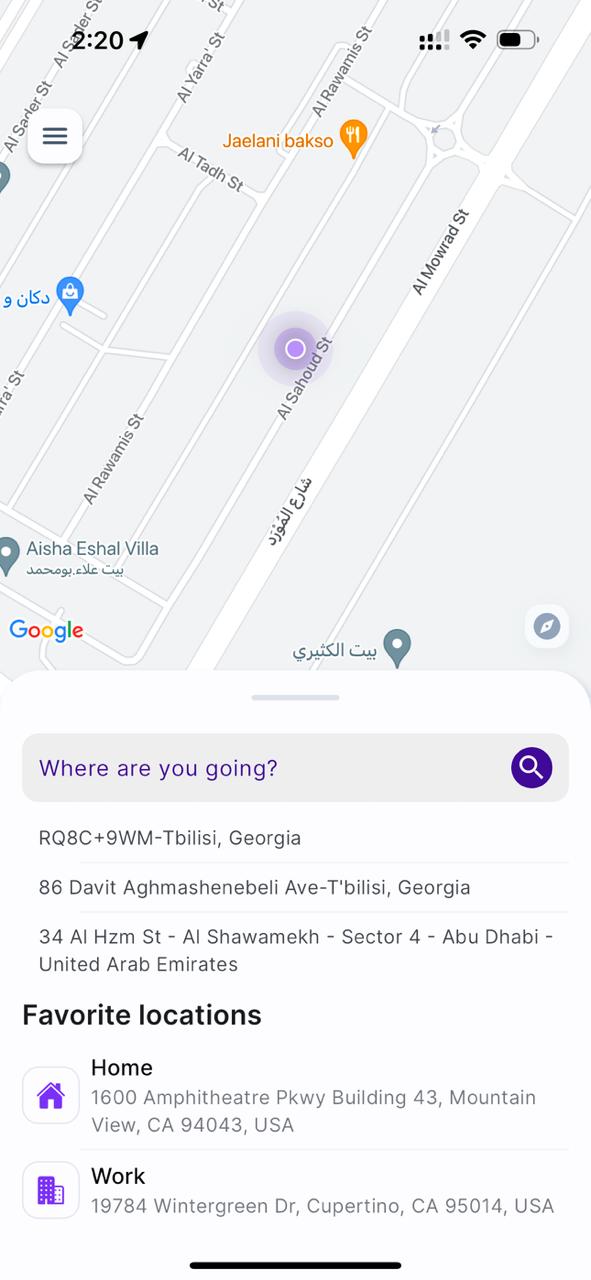 2:20
Al Sader St
Al Sader St
Al Yarra' St
Al Rawamis St
Jaelani bakso
Al Tadh St
Al Mowrad St
دكان و
Al Sahoud St
Al Rawamis St
شارع المُوْرَد
Aisha Eshal Villa
بيت علاء.بومحمد
Google
بيت الكثيري
Where are you going?
RQ8C+9WM-Tbilisi, Georgia
86 Davit Aghmashenebeli Ave-T'bilisi, Georgia
34 Al Hzm St - Al Shawamekh - Sector 4 - Abu Dhabi -
United Arab Emirates
Favorite locations
Home
1600 Amphitheatre Pkwy Building 43, Mountain
View, CA 94043, USA
Work
19784 Wintergreen Dr, Cupertino, CA 95014, USA